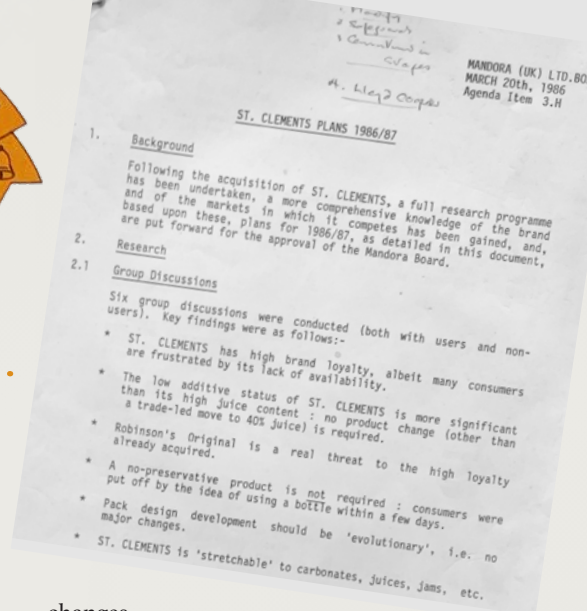 MANDORA (UK) LTD.BO
MARCH 20th, 1986
Agenda Item 3.H
ST. CLEMENTS PLANS 1986/87
1. Background
Following the acquisition of ST. CLEMENTS, a full research programme
has been undertaken, a more comprehensive knowledge of the brand
and of the markets in which it competes has been gained, and,
based upon these, plans for 1986/87, as detailed in this document,
are put forward for the approval of the Mandora Board.
2. Research
2.1 Group Discussions
Six group discussions were conducted (both with users and non-
users). Key findings were as follows:-
* ST. CLEMENTS has high brand loyalty, albeit many consumers
are frustrated by its lack of availability.
* The low additive status of ST. CLEMENTS is more significant
than its high juice content : no product change (other than
a trade-led move to 40% juice) is required.
* Robinson's Original is a real threat to the high loyalty
already acquired.
* A no-preservative product is not required : consumers were
put off by the idea of using a bottle within a few days.
* Pack design development should be 'evolutionary', i.e. no
major changes.
* ST. CLEMENTS is 'stretchable' to carbonates, juices, jams, etc.
changes